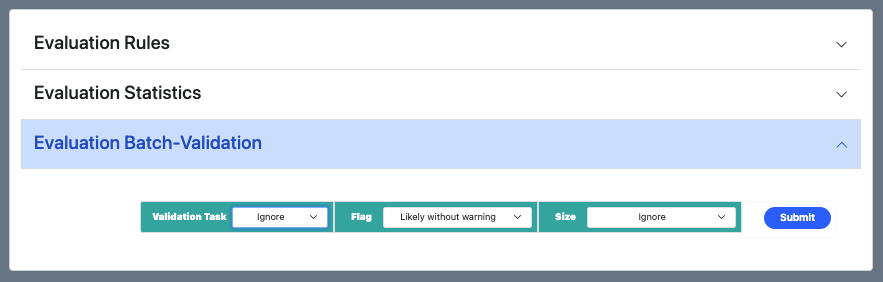 Evaluation Rules
Evaluation Statistics
Evaluation Batch-Validation
Validation Task Ignore Flag Likely without warning Size Ignore Submit